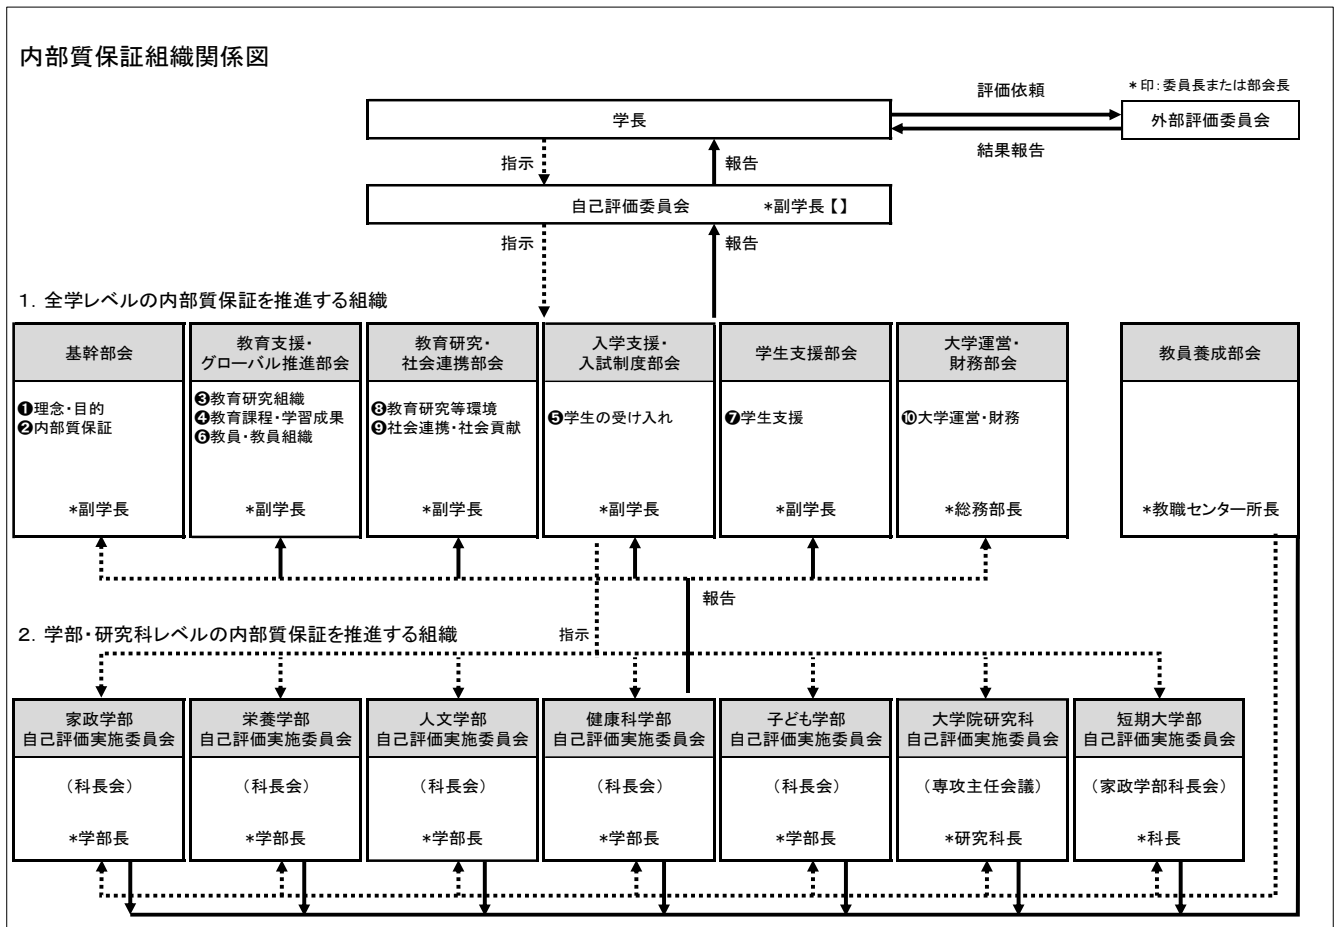 内部質保証組織関係図
*印:委員長または部会長
評価依頼
学長
外部評価委員会
結果報告
指示
報告
自己評価委員会 *副学長【】
指示
報告
1. 全学レベルの内部質保証を推進する組織
基幹部会
❶理念・目的
❷内部質保証
*副学長
教育支援・
グローバル推進部会
❸教育研究組織
❹教育課程・学習成果
❻教員・教員組織
*副学長
教育研究・
社会連携部会
❽教育研究等環境
❾社会連携・社会貢献
*副学長
入学支援・
入試制度部会
❺学生の受け入れ
*副学長
学生支援部会
❼学生支援
*副学長
大学運営・
財務部会
❿大学運営・財務
*総務部長
教員養成部会
*教職センター所長
報告
2. 学部・研究科レベルの内部質保証を推進する組織
指示
家政学部
自己評価実施委員会
(科長会)
*学部長
栄養学部
自己評価実施委員会
(科長会)
*学部長
人文学部
自己評価実施委員会
(科長会)
*学部長
健康科学部
自己評価実施委員会
(科長会)
*学部長
子ども学部
自己評価実施委員会
(科長会)
*学部長
大学院研究科
自己評価実施委員会
(専攻主任会議)
*研究科長
短期大学部
自己評価実施委員会
(家政学部科長会)
*科長